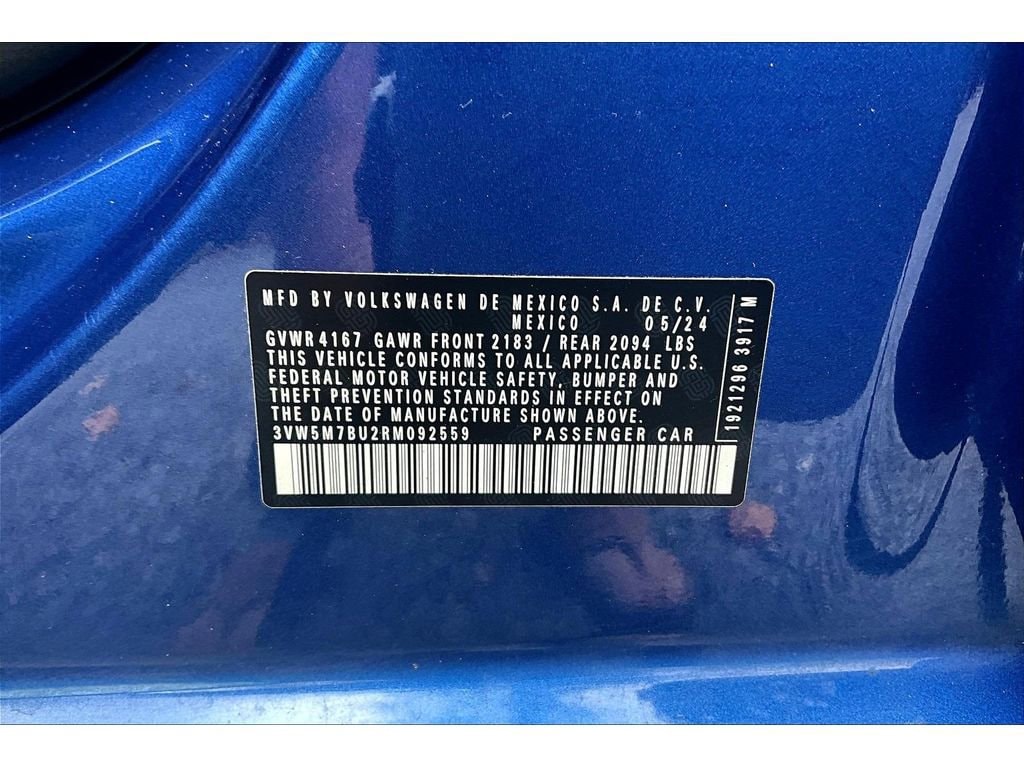 MFD BY VOLKSWAGEN DE MEXICO S.A. DE C.V.
MEXICO 05/24
GVWR 4167 GAWR FRONT 2183 / REAR 2094 LBS
THIS VEHICLE CONFORMS TO ALL APPLICABLE U.S.
FEDERAL MOTOR VEHICLE SAFETY, BUMPER AND
THEFT PREVENTION STANDARDS IN EFFECT ON
THE DATE OF MANUFACTURE SHOWN ABOVE.
3VW5M7BU2RM092559 PASSENGER CAR
1921296 3917 M